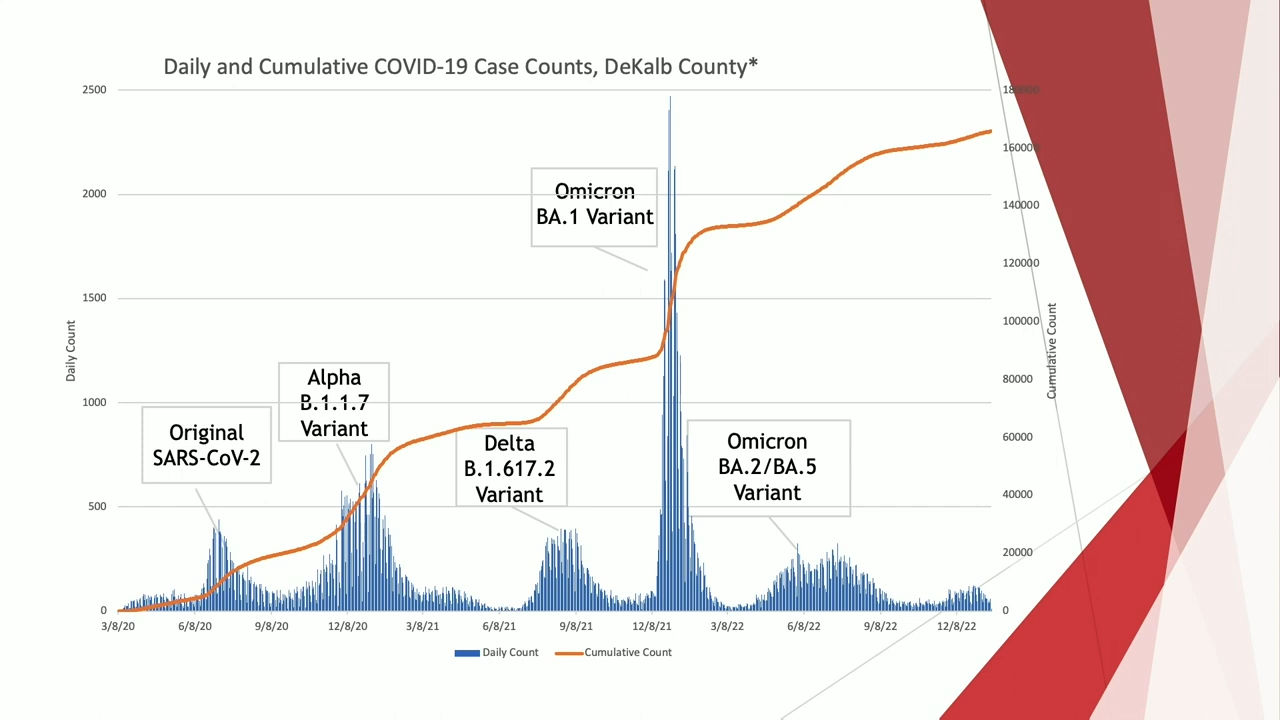 Daily and Cumulative COVID-19 Case Counts, DeKalb County*
2500
2000
1500
1000
500
0
Daily Count
180000
160000
140000
120000
100000
80000
60000
40000
20000
0
Cumulative Count
Original
SARS-CoV-2
Alpha
B.1.1.7
Variant
Delta
B.1.617.2
Variant
Omicron
BA.1 Variant
Omicron
BA.2/BA.5
Variant
3/8/20 6/8/20 9/8/20 12/8/20 3/8/21 6/8/21 9/8/21 12/8/21 3/8/22 6/8/22 9/8/22 12/8/22
Daily Count Cumulative Count